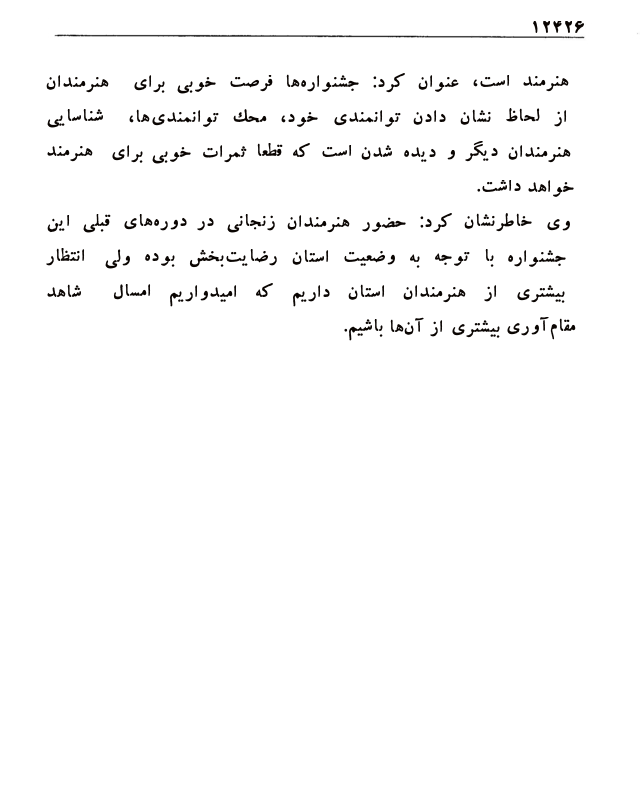 ۱۲۴۲۶
هنرمند است، عنوان کرد: جشنواره‌ها فرصت خوبی برای هنرمندان
از لحاظ نشان دادن توانمندی خود، محك توانمندی‌ها، شناسایی
هنرمندان دیگر و دیده شدن است که قطعا ثمرات خوبی برای هنرمند
خواهد داشت.
وی خاطرنشان کرد: حضور هنرمندان زنجانی در دوره‌های قبلی این
جشنواره با توجه به وضعیت استان رضایت‌بخش بوده ولی انتظار
بیشتری از هنرمندان استان داریم که امیدواریم امسال شاهد
مقام‌آوری بیشتری از آن‌ها باشیم.